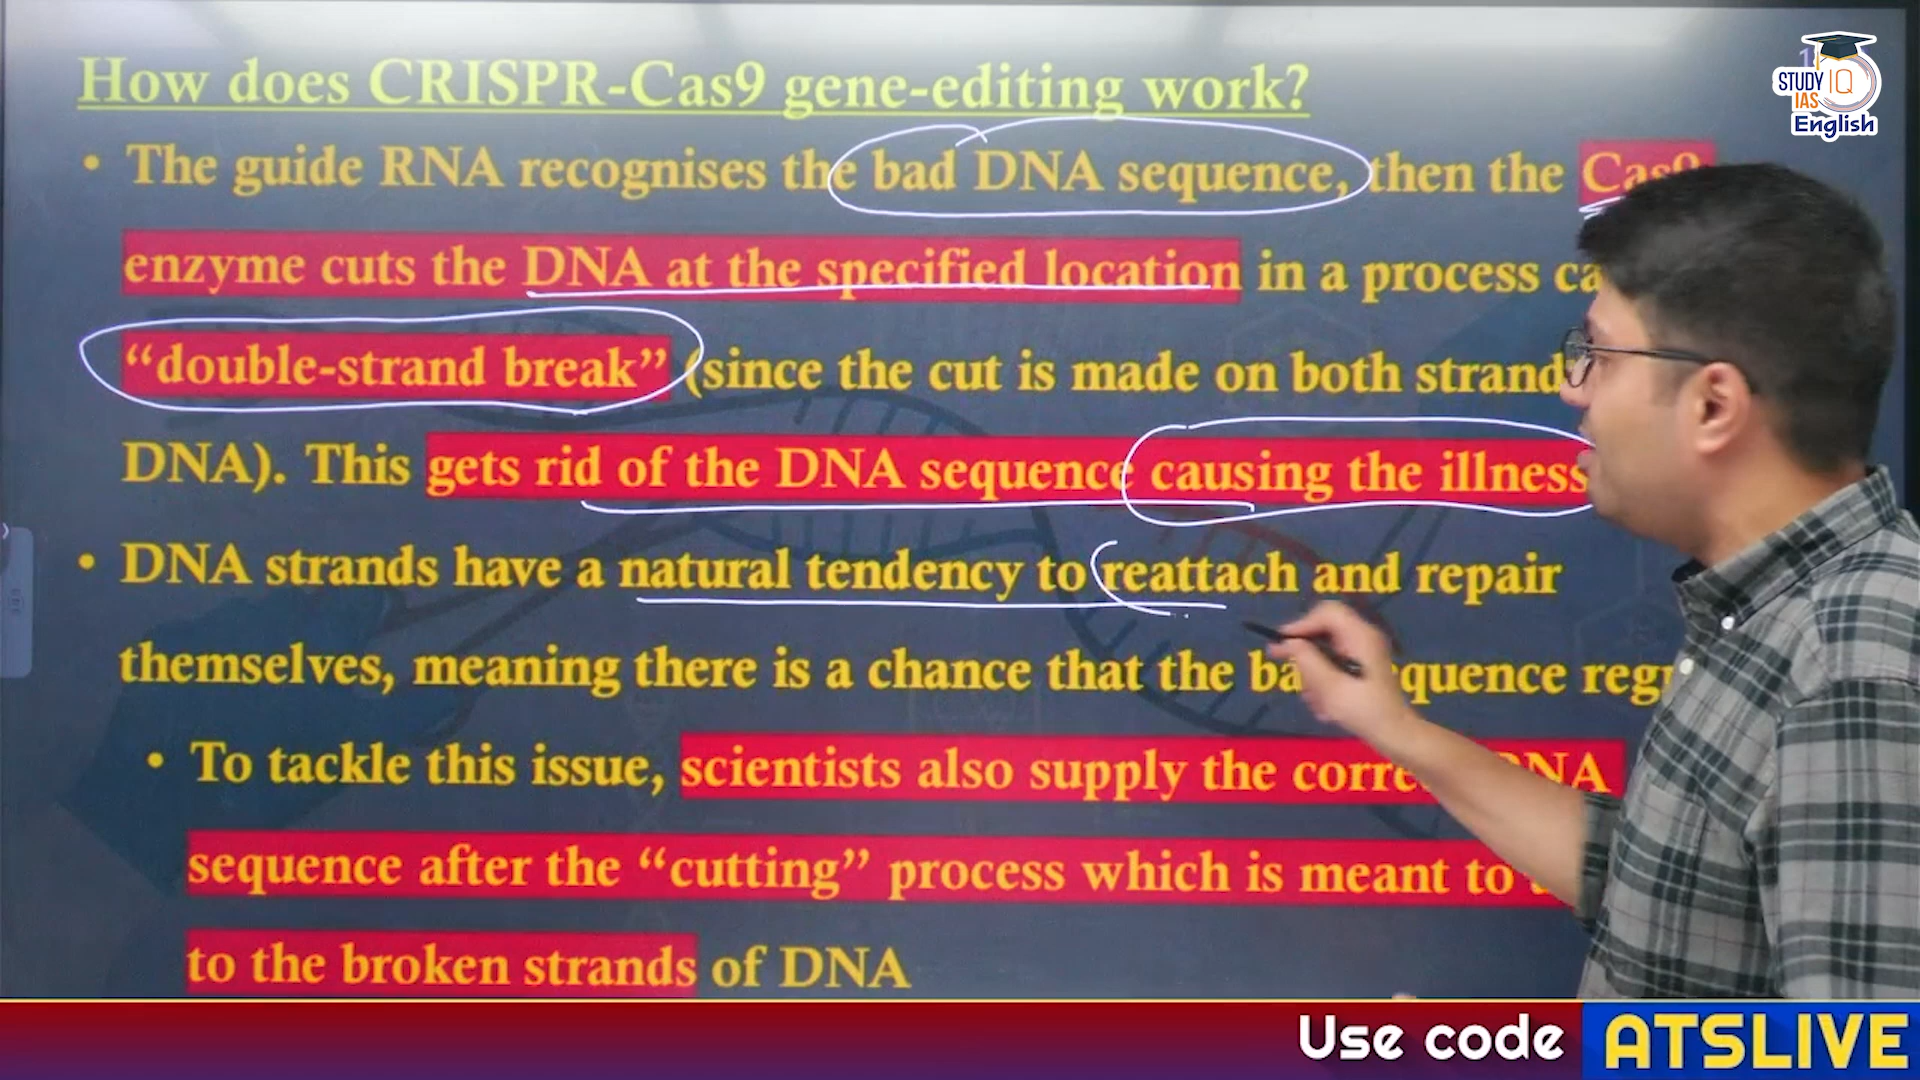 How does CRISPR-Cas9 gene-editing work?
STUDY IQ
IAS
English
• The guide RNA recognises the bad DNA sequence, then the Cas9
enzyme cuts the DNA at the specified location in a process
“double-strand break” (since the cut is made on both
DNA). This gets rid of the DNA sequence causing the illness
• DNA strands have a natural tendency to reattach and repair
themselves, meaning there is a chance that the
• To tackle this issue, scientists also supply the
sequence after the “cutting” process which is meant to
to the broken strands of DNA
Use code ATSLIVE